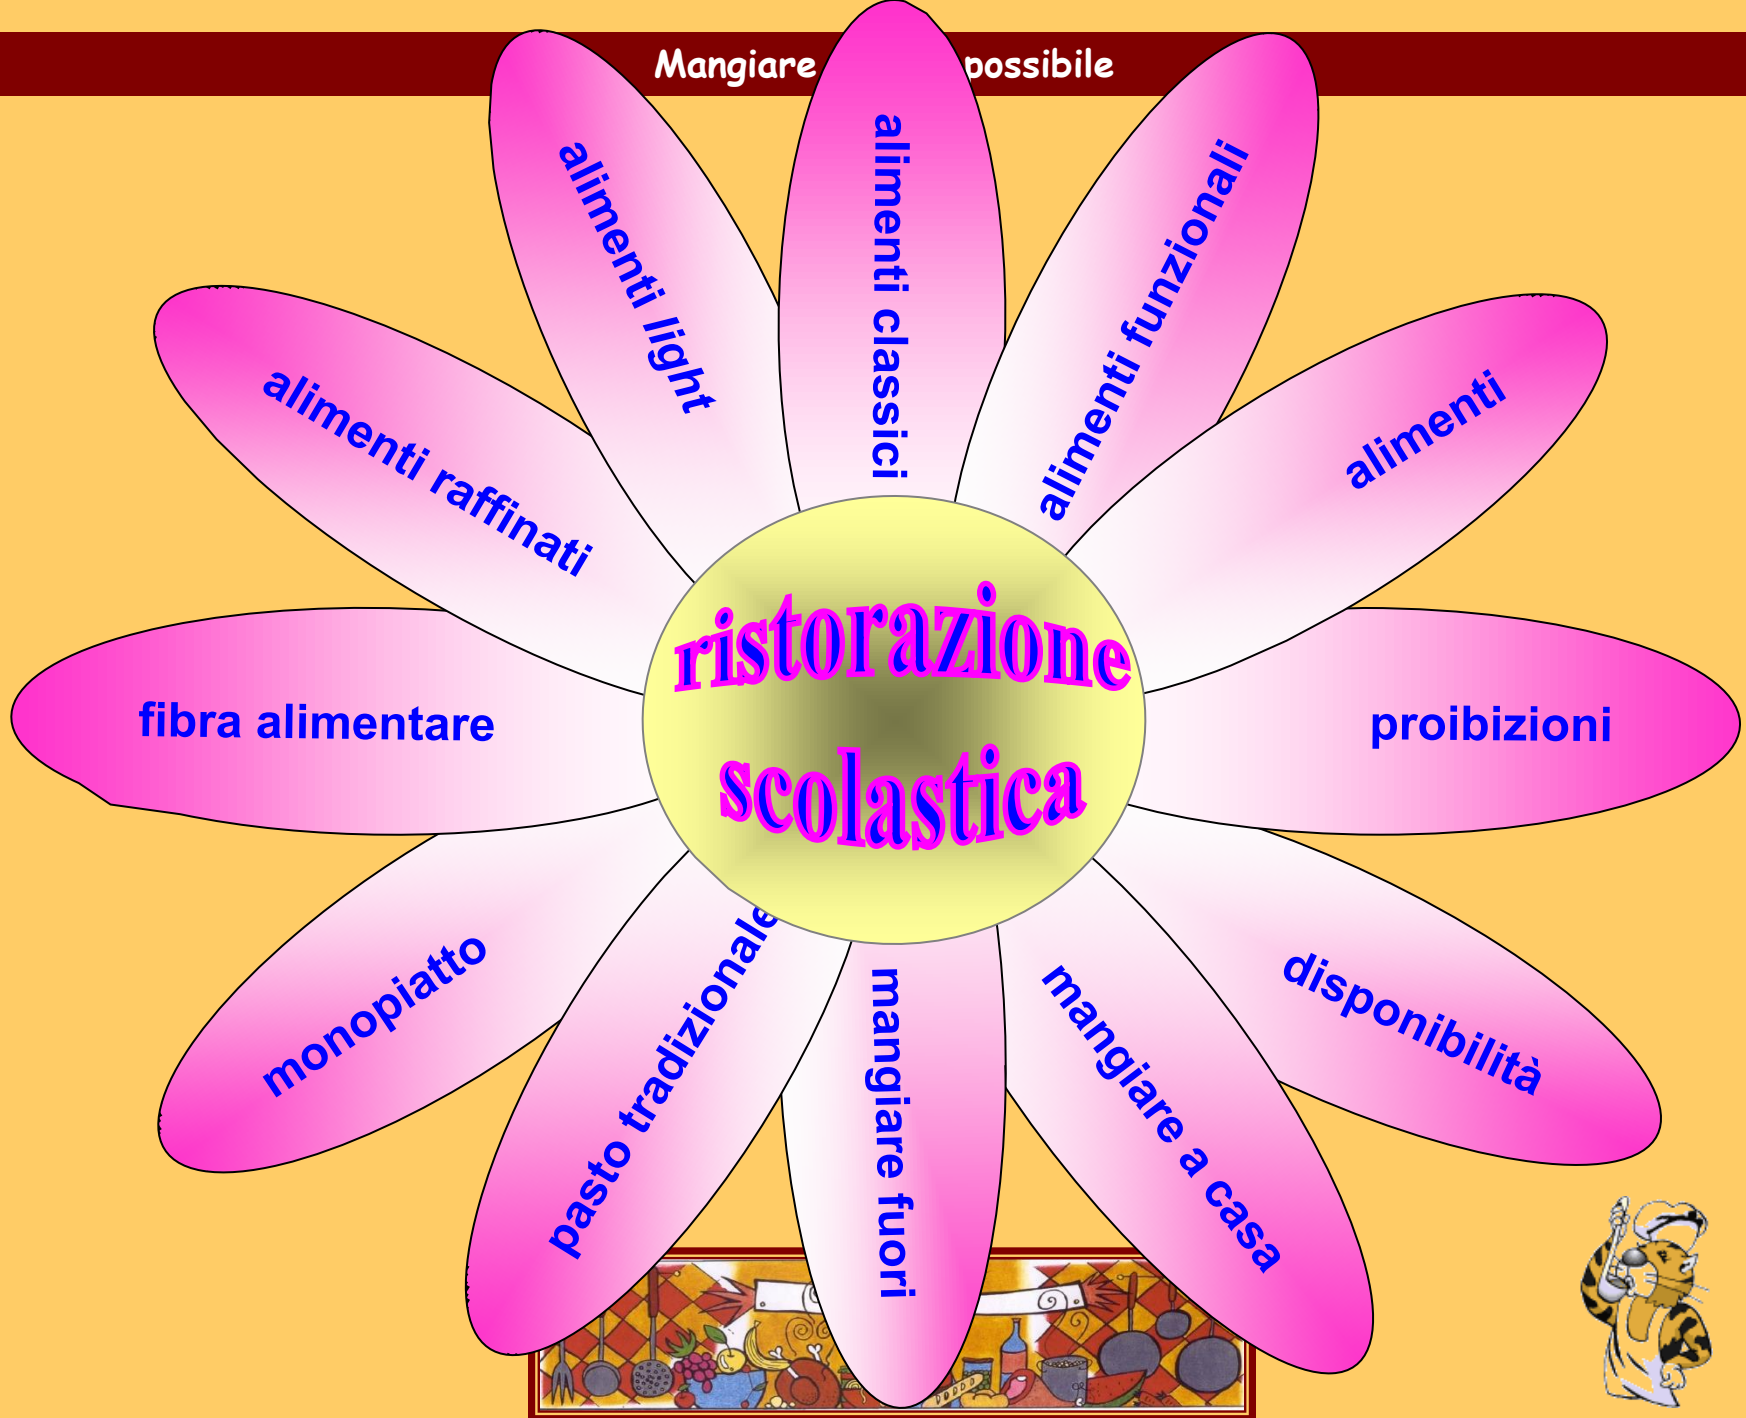 Mangiare possibile
alimenti classici
alimenti funzionali
alimenti
proibizioni
disponibilità
mangiare a casa
mangiare fuori
pasto tradizionale
monopiatto
fibra alimentare
alimenti raffinati
alimenti light
ristorazione
scolastica